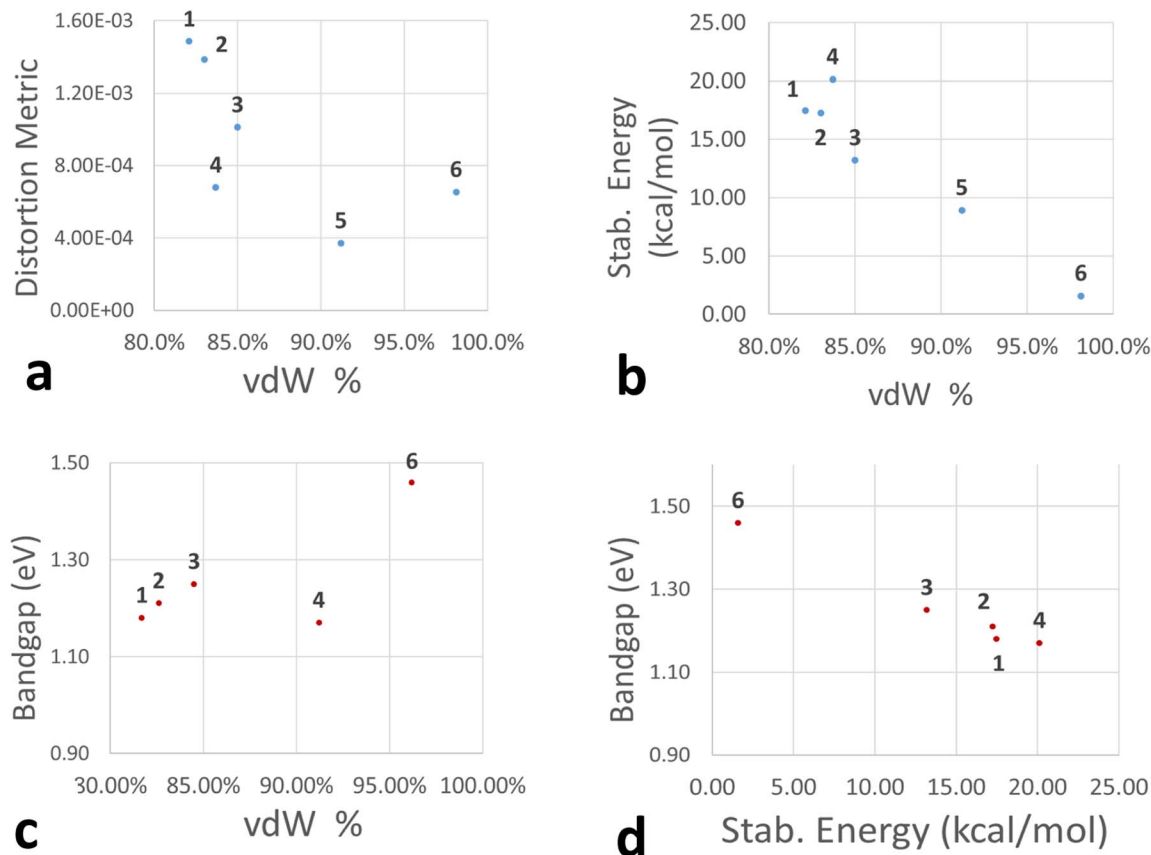 1.60E-03
1.20E-03
8.00E-04
4.00E-04
0.00E+00
Distortion Metric
1
2
3
4
5
6
80.0% 85.0% 90.0% 95.0% 100.0%
vdW %
a
25.00
20.00
15.00
10.00
5.00
0.00
Stab. Energy
(kcal/mol)
4
1
2
3
5
6
80.0% 85.0% 90.0% 95.0% 100.0%
vdW %
b
1.50
1.30
1.10
0.90
Bandgap (eV)
6
3
2
1
4
30.00% 85.00% 90.00% 95.00% 100.00%
vdW %
c
1.50
1.30
1.10
0.90
Bandgap (eV)
6
3
2
4
1
0.00 5.00 10.00 15.00 20.00 25.00
Stab. Energy (kcal/mol)
d